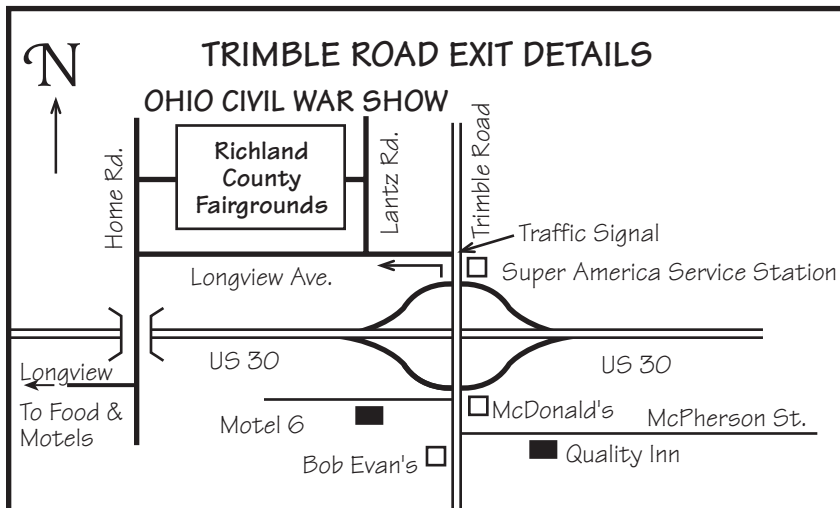 N
TRIMBLE ROAD EXIT DETAILS
OHIO CIVIL WAR SHOW
Home Rd.
Richland
County
Fairgrounds
Lantz Rd.
Trimble Road
Traffic Signal
Longview Ave.
Super America Service Station
US 30
US 30
Longview
To Food &
Motels
Motel 6
McDonald's
McPherson St.
Bob Evan's
Quality Inn